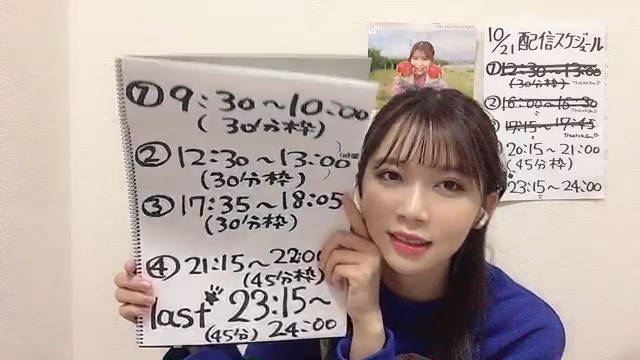 ① 9:30~10:00
(30分枠)
② 12:30~13:00
(30分枠)
③ 17:35~18:05
(30分枠)
④ 21:15~22:00
(45分枠)
last 23:15~
(45分) 24:00
10/21 配信スケジュール
① 12:30~13:00
(30分枠)
② 16:00~16:30
17:15~17:45
20:15~21:00
(45分枠)
23:15~24:00